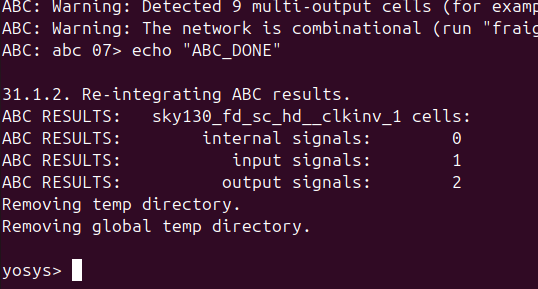 ABC: Warning: Detected 9 multi-output cells (for examp
ABC: Warning: The network is combinational (run "fraig
ABC: abc 07> echo "ABC_DONE"
31.1.2. Re-integrating ABC results.
ABC RESULTS:   sky130_fd_sc_hd__clkinv_1 cells:
ABC RESULTS:        internal signals:        0
ABC RESULTS:           input signals:        1
ABC RESULTS:          output signals:        2
Removing temp directory.
Removing global temp directory.
yosys>